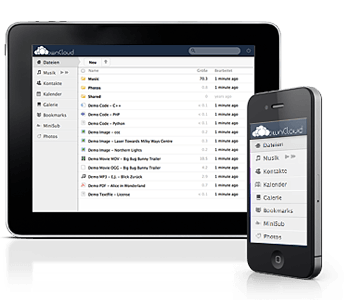 ownCloud
Dateien
Musik
Kontakte
Kalender
Galerie
Bookmarks
MiniSub
Photos
Neu
Name
Größe
Bearbeitet
Music
1 minute ago
Photos
1 minute ago
Shared
Demo Code - C++
1 minute ago
Demo Code - PHP
1 minute ago
Demo Code - Python
1 minute ago
Demo Image - ccc
1 minute ago
Demo Image - Laser Towards Milky Ways Centre
1 minute ago
Demo Image - Northern Lights
1 minute ago
Demo Movie MOV - Big Bug Bunny Trailer
1 minute ago
Demo Movie OGG - Big Bug Bunny Trailer
1 minute ago
Demo MP3 - E.J. - Blick Zurück
1 minute ago
Demo PDF - Alice in Wonderland
1 minute ago
Demo Textfile - License
1 minute ago
ownCloud
Dateien
Musik
Kontakte
Kalender
Galerie
Bookmarks
MiniSub
Photos